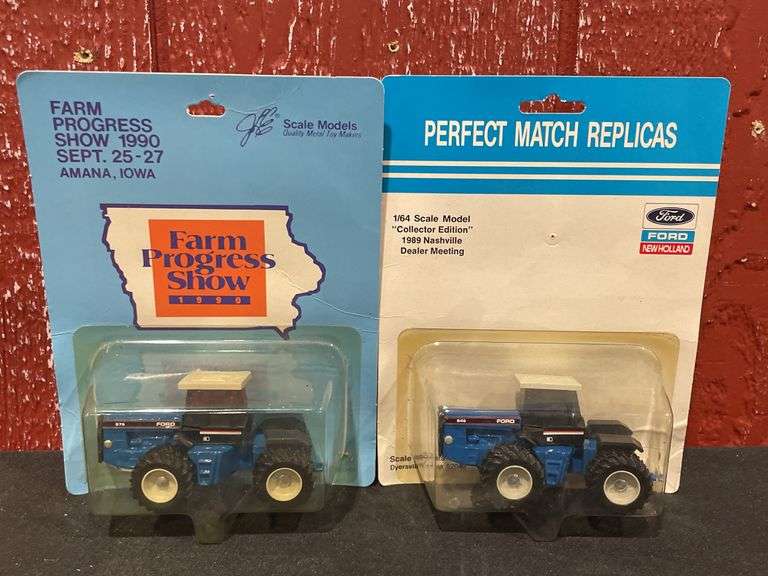 FARM
PROGRESS
SHOW 1990
SEPT. 25-27
AMANA, IOWA
Scale Models
Quality Metal Toy Makers
Farm
Progress
Show
1990
FORD
PERFECT MATCH REPLICAS
1/64 Scale Model
"Collector Edition"
1989 Nashville
Dealer Meeting
Ford
FORD
NEW HOLLAND
FORD
Scale
Dyersville